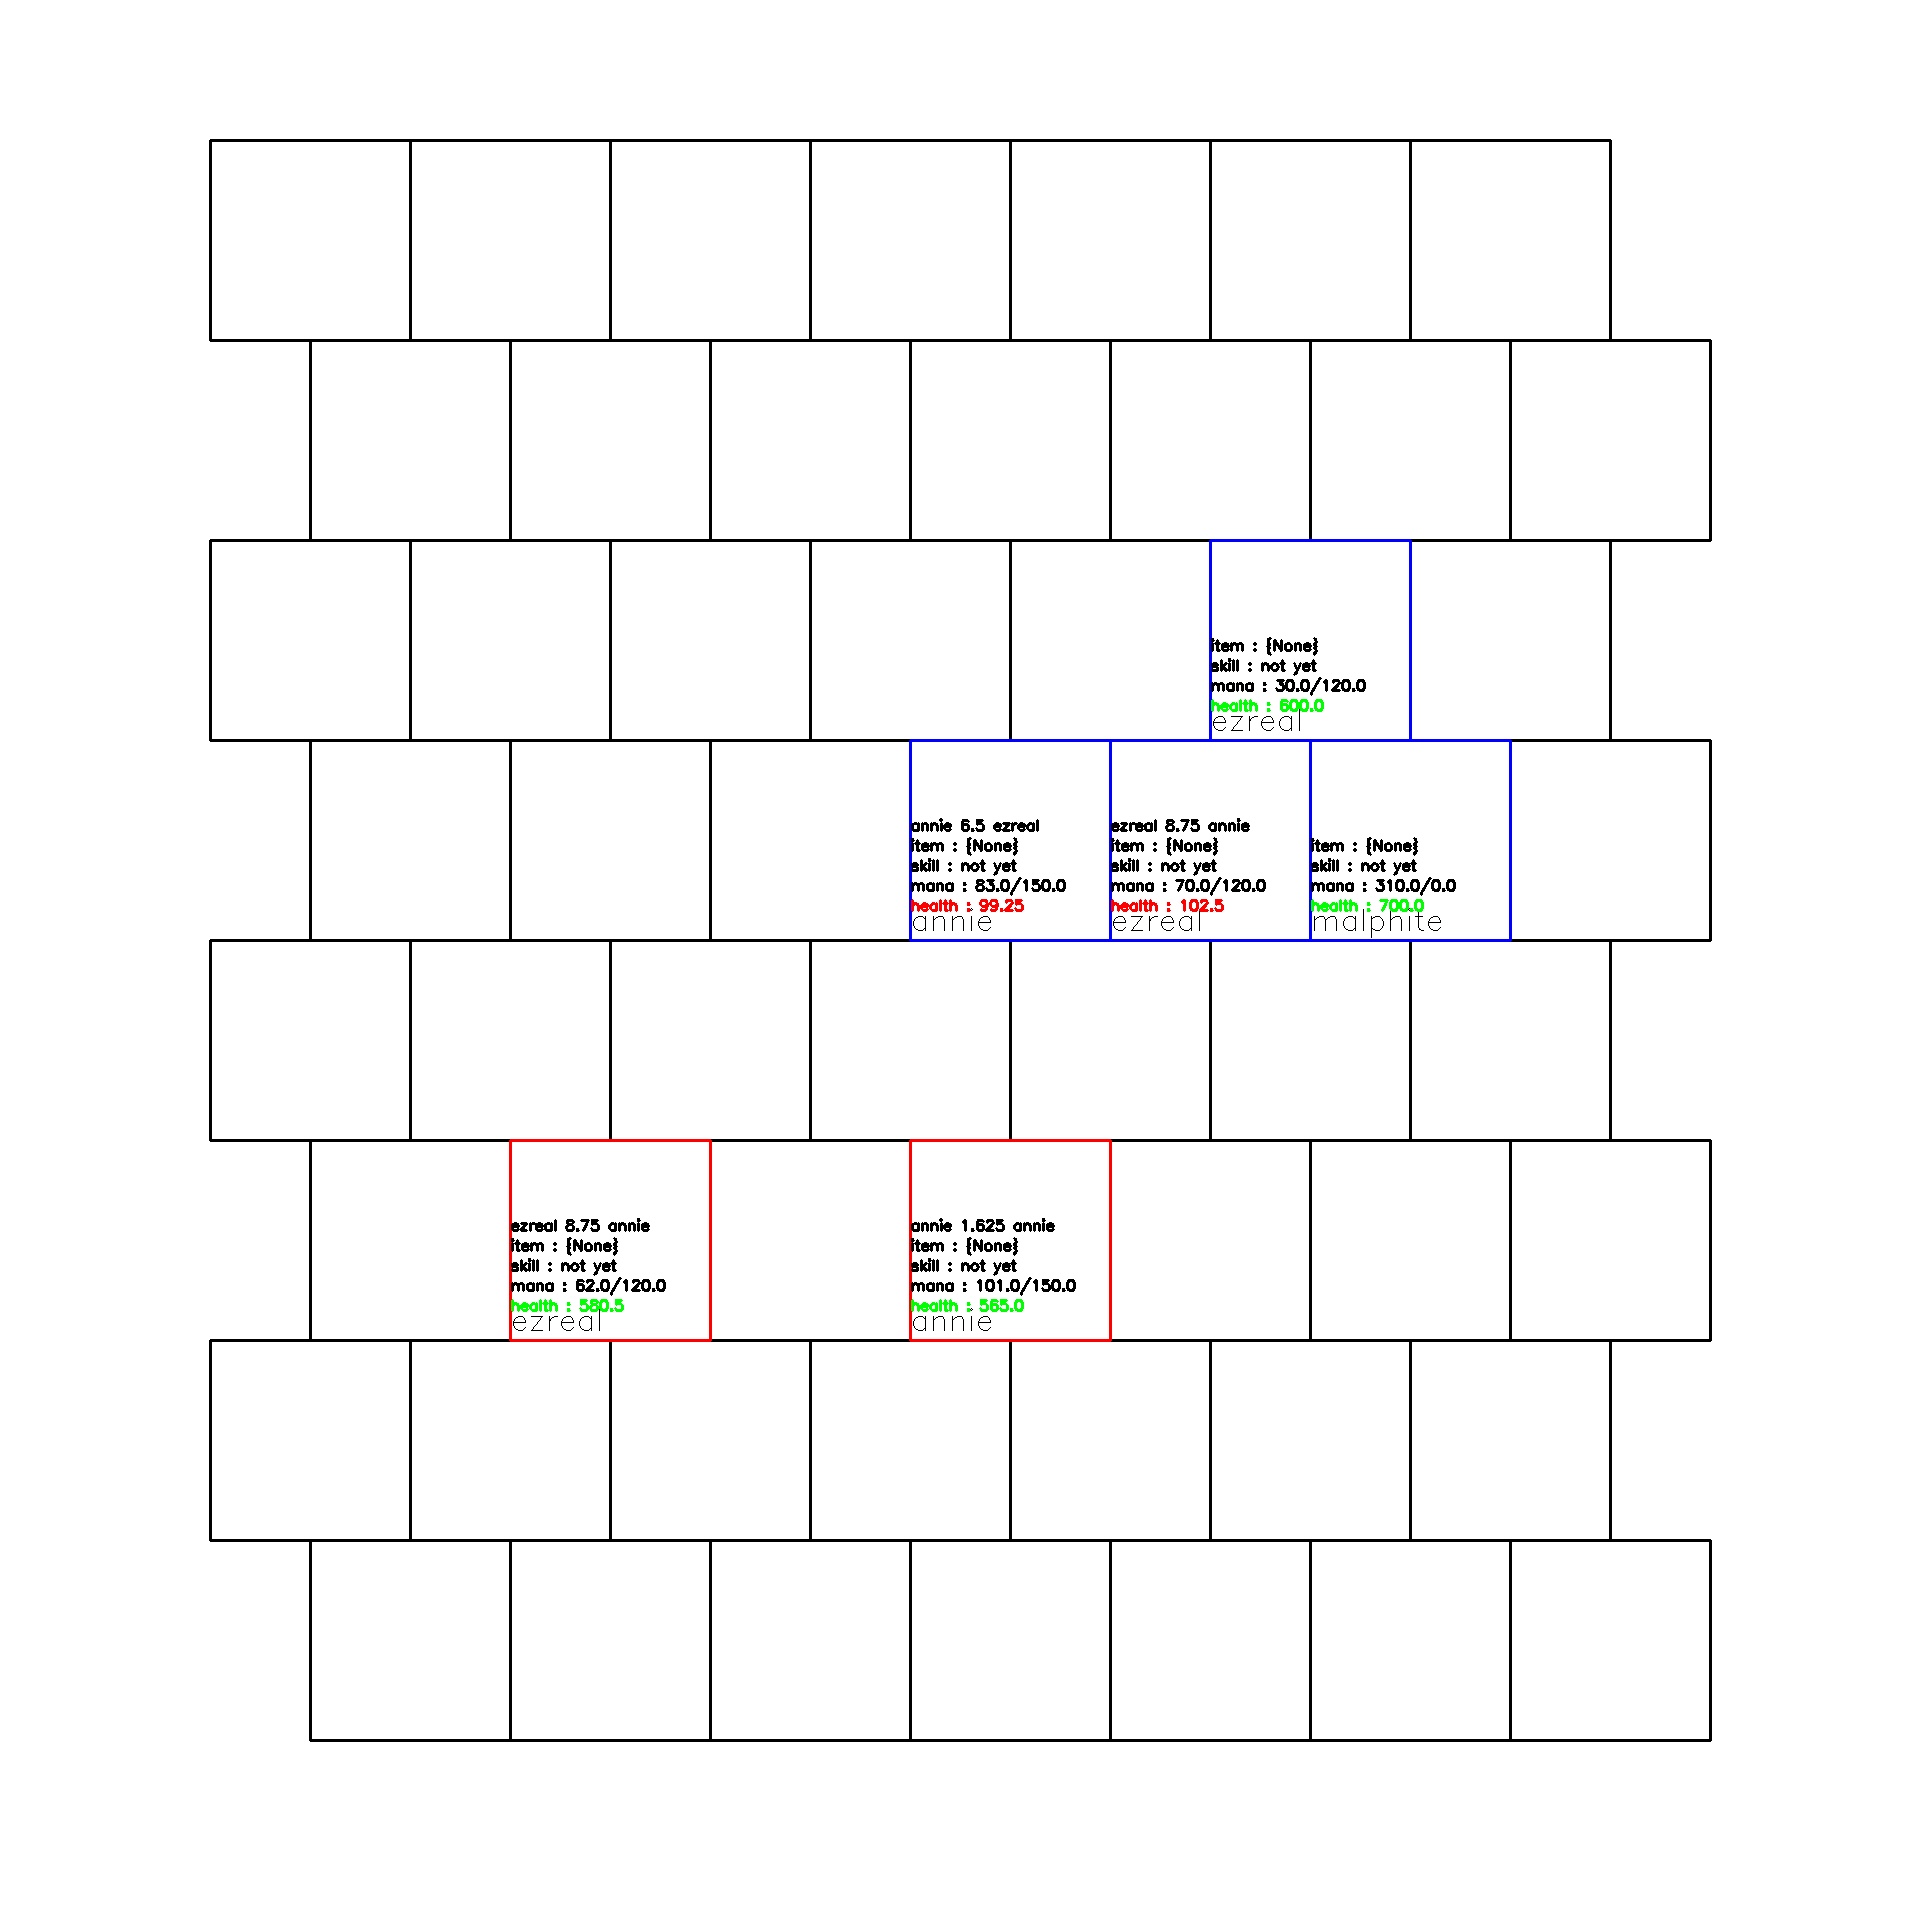 item : {None}
skill : not yet
mana : 30.0/120.0
health : 600.0
ezreal
annie 6.5 ezreal
item : {None}
skill : not yet
mana : 83.0/150.0
health : 99.25
annie
ezreal 8.75 annie
item : {None}
skill : not yet
mana : 70.0/120.0
health : 102.5
ezreal
item : {None}
skill : not yet
mana : 310.0/0.0
health : 700.0
malphite
ezreal 8.75 annie
item : {None}
skill : not yet
mana : 62.0/120.0
health : 580.5
ezreal
annie 1.625 annie
item : {None}
skill : not yet
mana : 101.0/150.0
health : 565.0
annie